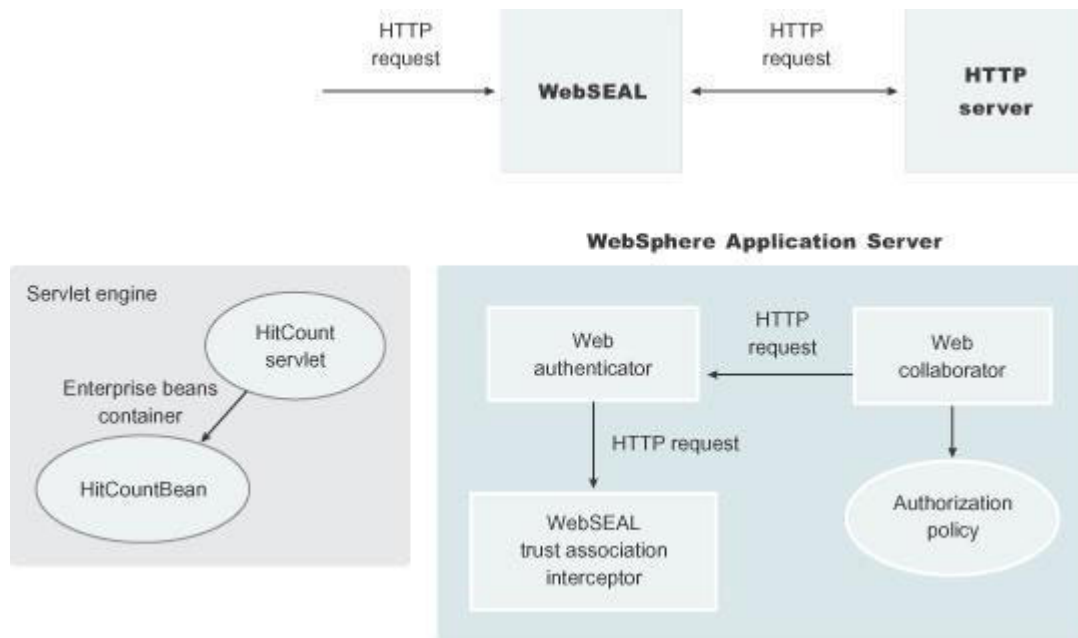 HTTP
request
WebSEAL
HTTP
request
HTTP
server
WebSphere Application Server
Servlet engine
HitCount
servlet
Enterprise beans
container
HitCountBean
Web
authenticator
HTTP
request
Web
collaborator
HTTP request
WebSEAL
trust association
interceptor
Authorization
policy